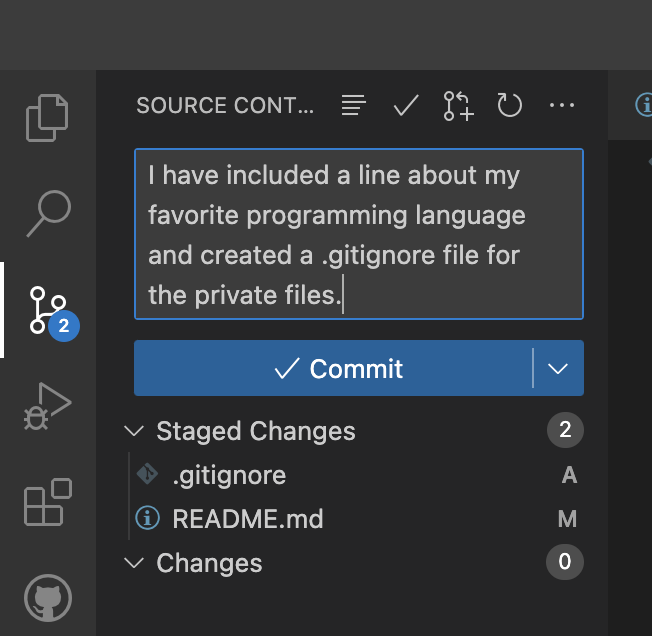 SOURCE CONT...
I have included a line about my
favorite programming language
and created a .gitignore file for
the private files.
2
Commit
Staged Changes 2
.gitignore A
README.md M
Changes 0